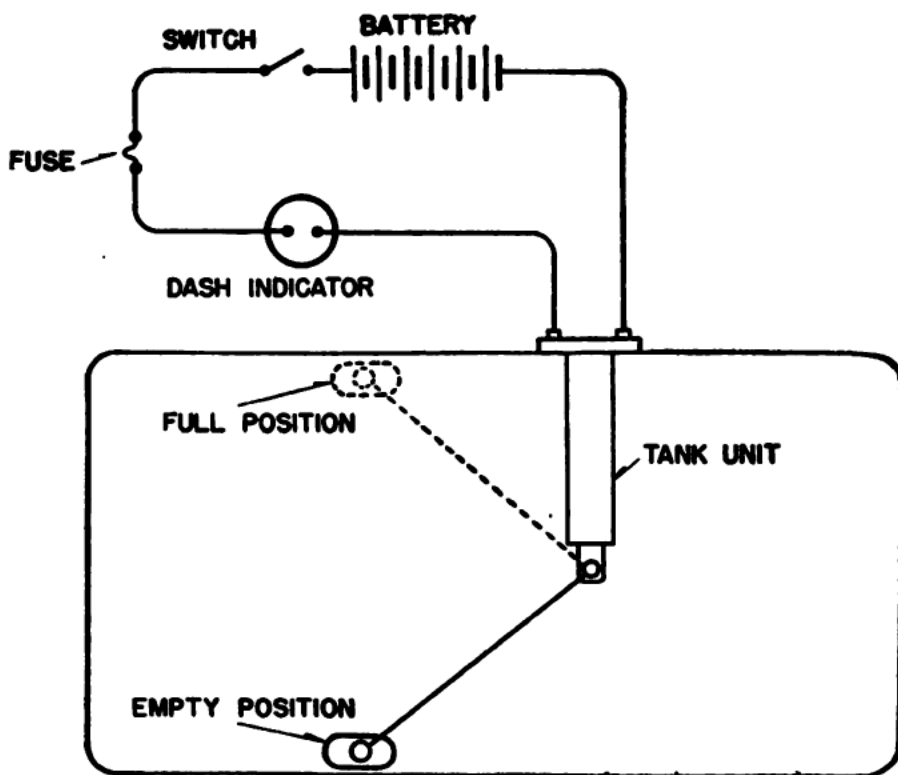 BATTERY
SWITCH
FUSE
DASH INDICATOR
FULL POSITION
TANK UNIT
EMPTY POSITION